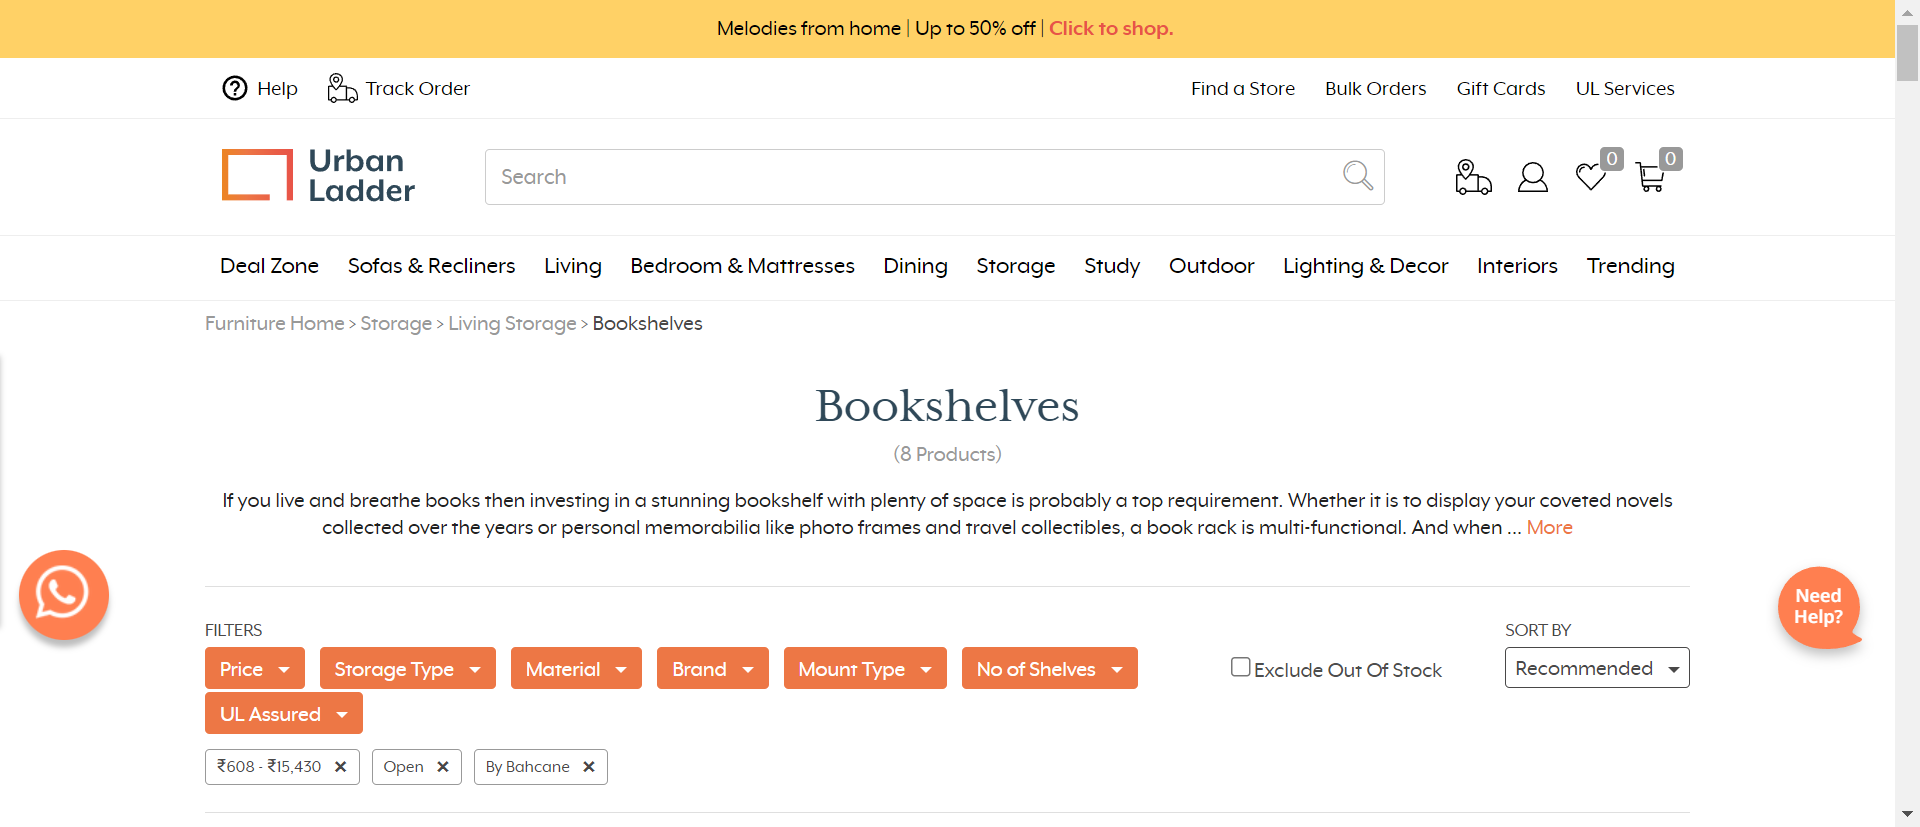 Melodies from home | Up to 50% off | Click to shop.
Help Track Order Find a Store Bulk Orders Gift Cards UL Services
Urban
Ladder
Search
0 0
Deal Zone Sofas & Recliners Living Bedroom & Mattresses Dining Storage Study Outdoor Lighting & Decor Interiors Trending
Furniture Home > Storage > Living Storage > Bookshelves
Bookshelves
(8 Products)
If you live and breathe books then investing in a stunning bookshelf with plenty of space is probably a top requirement. Whether it is to display your coveted novels
collected over the years or personal memorabilia like photo frames and travel collectibles, a book rack is multi-functional. And when ... More
Need
Help?
FILTERS SORT BY
Price Storage Type Material Brand Mount Type No of Shelves Exclude Out Of Stock Recommended
UL Assured
₹608 - ₹15,430 ✕ Open ✕ By Bahcane ✕